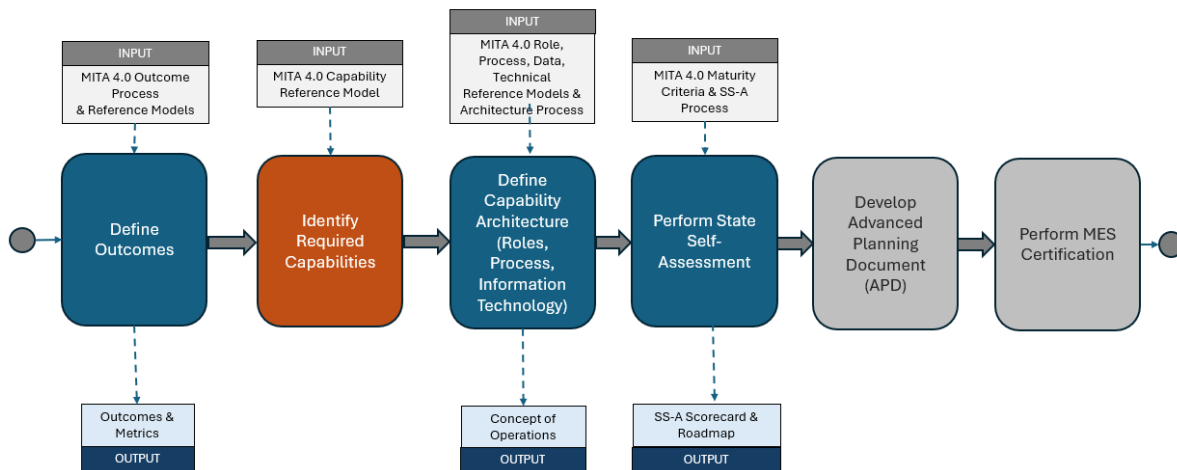 INPUT
MITA 4.0 Outcome
Process
& Reference Models
INPUT
MITA 4.0 Capability
Reference Model
INPUT
MITA 4.0 Role,
Process, Data,
Technical
Reference Models &
Architecture Process
INPUT
MITA 4.0 Maturity
Criteria & SS-A
Process
Define
Outcomes
Identify
Required
Capabilities
Define
Capability
Architecture
(Roles,
Process,
Information
Technology)
Perform State
Self-
Assessment
Develop
Advanced
Planning
Document
(APD)
Perform MES
Certification
Outcomes &
Metrics
OUTPUT
Concept of
Operations
OUTPUT
SS-A Scorecard &
Roadmap
OUTPUT